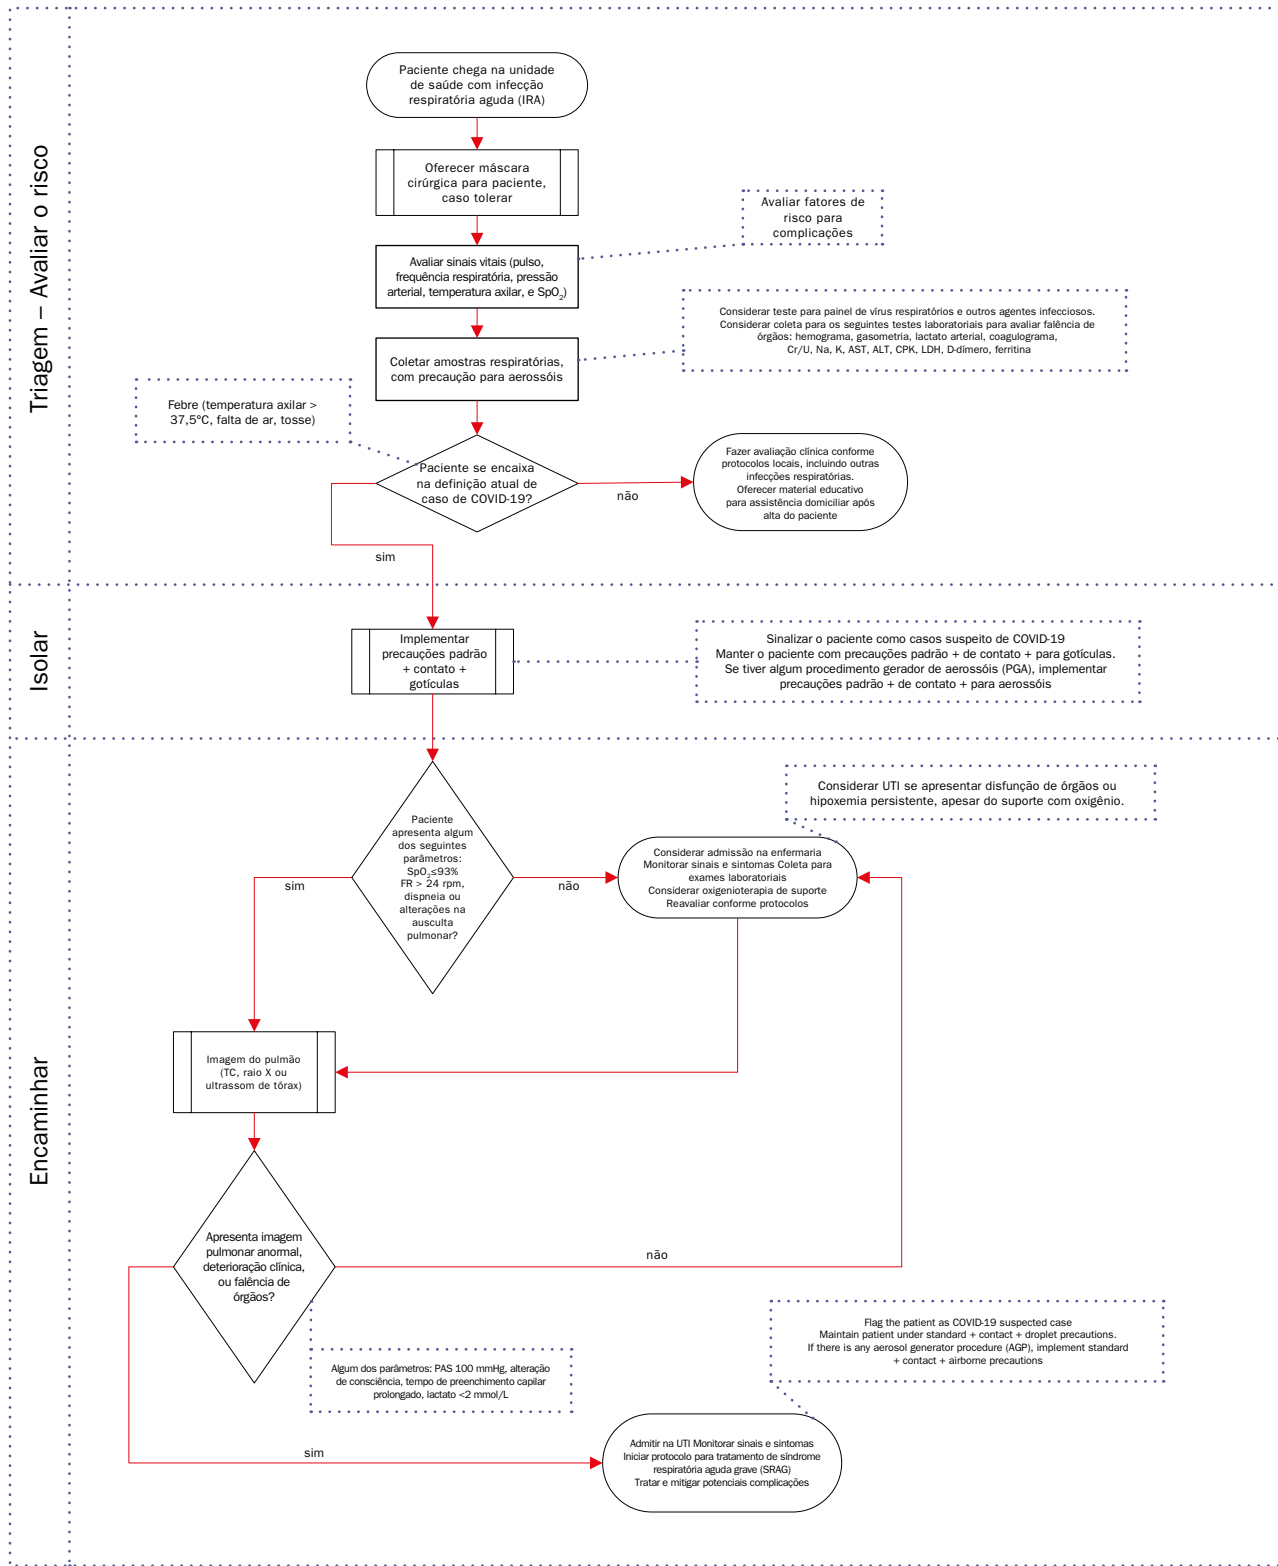 Triagem – Avaliar o risco
Paciente chega na unidade
de saúde com infecção
respiratória aguda (IRA)
Oferecer máscara
cirúrgica para paciente,
caso tolerar
Avaliar fatores de
risco para
complicações
Avaliar sinais vitais (pulso,
frequência respiratória, pressão
arterial, temperatura axilar, e SpO₂)
Considerar teste para painel de vírus respiratórios e outros agentes infecciosos.
Considerar coleta para os seguintes testes laboratoriais para avaliar falência de
órgãos: hemograma, gasometria, lactato arterial, coagulograma,
Cr/U, Na, K, AST, ALT, CPK, LDH, D-dímero, ferritina
Coletar amostras respiratórias,
com precaução para aerossóis
Febre (temperatura axilar >
37,5°C, falta de ar, tosse)
Paciente se encaixa
na definição atual de
caso de COVID-19?
não
Fazer avaliação clínica conforme
protocolos locais, incluindo outras
infecções respiratórias.
Oferecer material educativo
para assistência domiciliar após
alta do paciente
sim
Isolar
Implementar
precauções padrão
+ contato +
gotículas
Sinalizar o paciente como casos suspeito de COVID-19
Manter o paciente com precauções padrão + de contato + para gotículas.
Se tiver algum procedimento gerador de aerossóis (PGA), implementar
precauções padrão + de contato + para aerossóis
Encaminhar
Considerar UTI se apresentar disfunção de órgãos ou
hipoxemia persistente, apesar do suporte com oxigênio.
Paciente
apresenta algum
dos seguintes
parâmetros:
SpO₂≤93%
FR > 24 rpm,
dispneia ou
alterações na
ausculta
pulmonar?
sim
não
Considerar admissão na enfermaria
Monitorar sinais e sintomas Coleta para
exames laboratoriais
Considerar oxigenioterapia de suporte
Reavaliar conforme protocolos
Imagem do pulmão
(TC, raio X ou
ultrassom de tórax)
Apresenta imagem
pulmonar anormal,
deterioração clínica,
ou falência de
órgãos?
não
Algum dos parâmetros: PAS 100 mmHg, alteração
de consciência, tempo de preenchimento capilar
prolongado, lactato <2 mmol/L
Flag the patient as COVID-19 suspected case
Maintain patient under standard + contact + droplet precautions.
If there is any aerosol generator procedure (AGP), implement standard
+ contact + airborne precautions
sim
Admitir na UTI Monitorar sinais e sintomas
Iniciar protocolo para tratamento de síndrome
respiratória aguda grave (SRAG)
Tratar e mitigar potenciais complicações